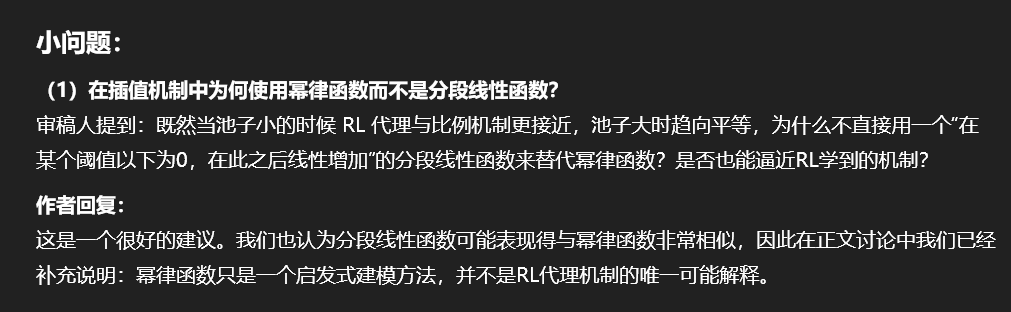 小问题：
（1）在插值机制中为何使用幂律函数而不是分段线性函数？
审稿人提到：既然当池子小的时候 RL 代理与比例机制更接近，池子大时趋向平等，为什么不直接用一个“在
某个阈值以下为0，在此之后线性增加”的分段线性函数来替代幂律函数？是否也能逼近RL学到的机制？
作者回复：
这是一个很好的建议。我们也认为分段线性函数可能表现得与幂律函数非常相似，因此在正文讨论中我们已经
补充说明：幂律函数只是一个启发式建模方法，并不是RL代理机制的唯一可能解释。